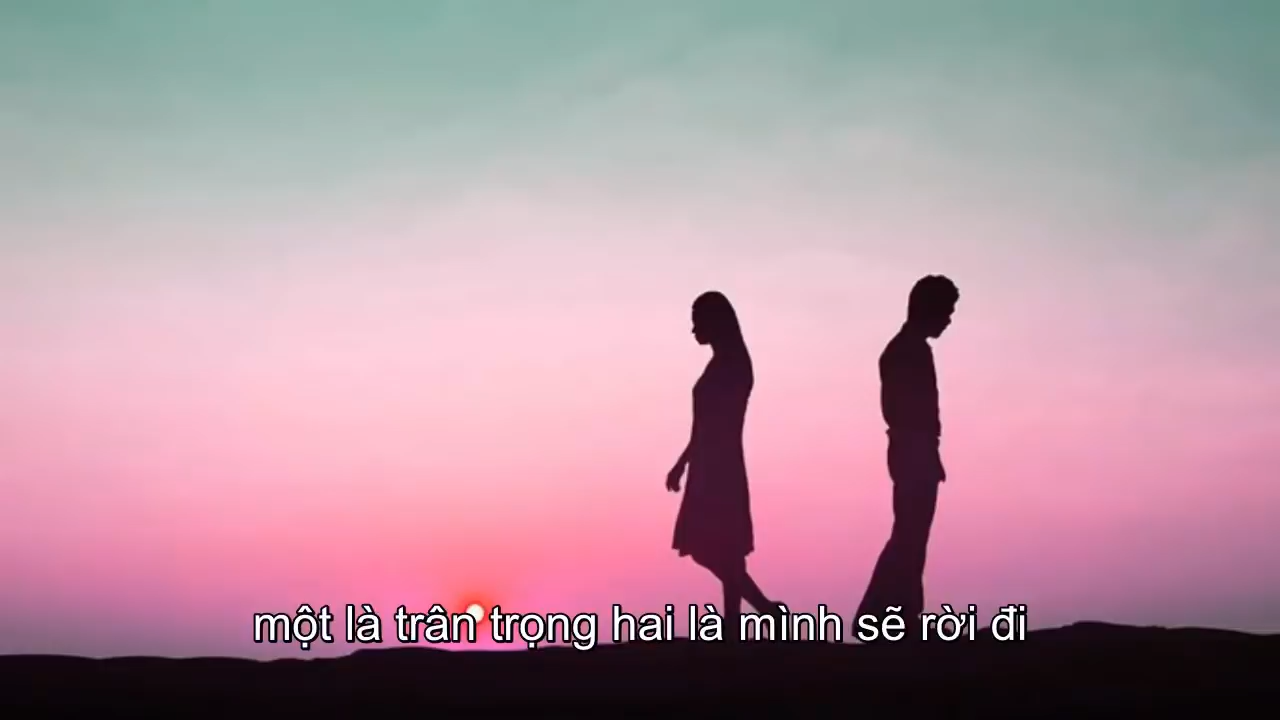 một là trân trọng hai là mình sẽ rời đi